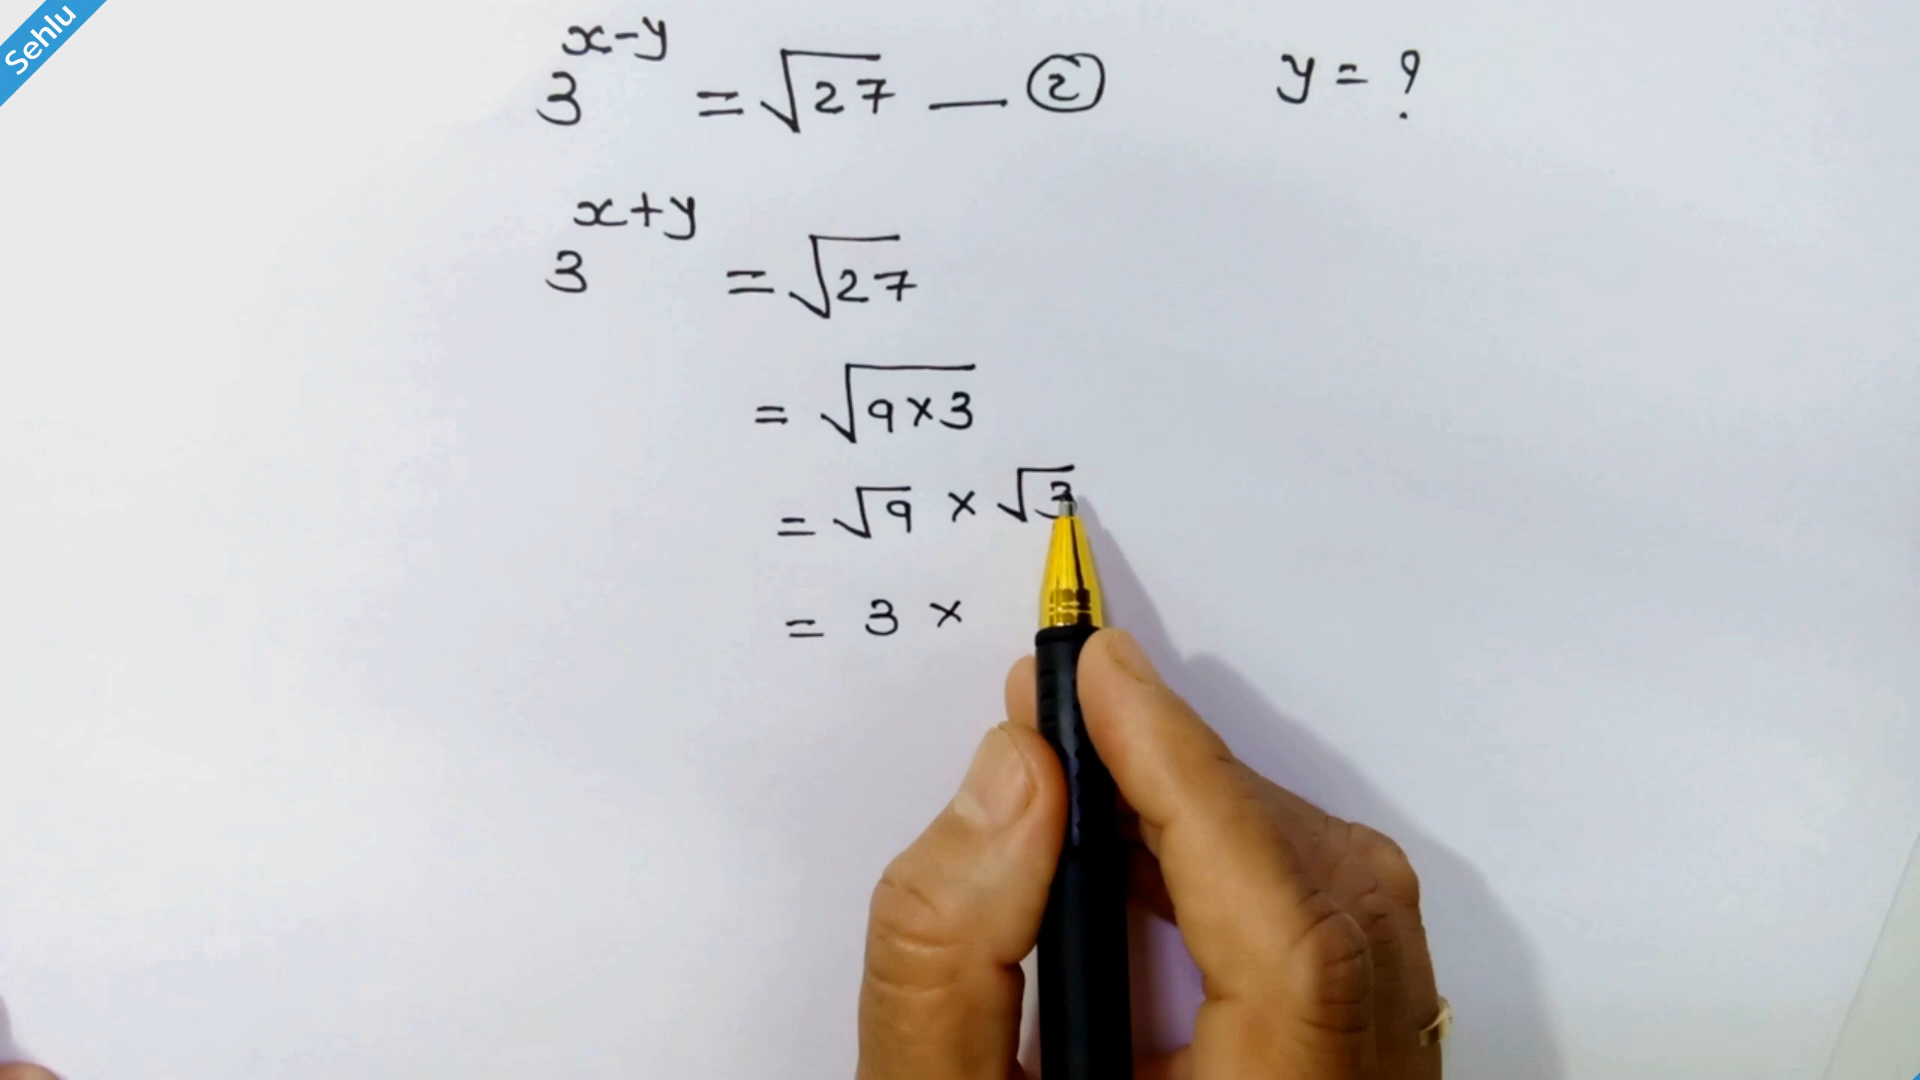 Sehlu
3^{x-y} = √27 — ② y = ?
3^{x+y} = √27
= √9×3
= √9 × √3
= 3 ×